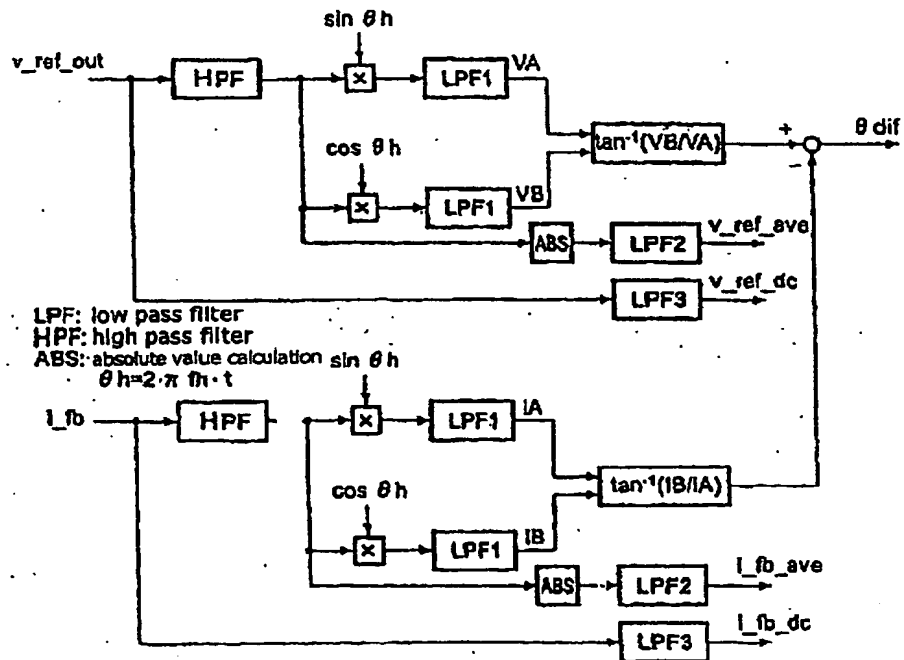 sin θh
v_ref_out
HPF
×
LPF1
VA
cos θh
×
LPF1
VB
tan⁻¹(VB/VA)
+
−
θ dif
ABS
LPF2
v_ref_ave
LPF3
v_ref_dc
LPF: low pass filter
HPF: high pass filter
ABS: absolute value calculation
θh=2·π fh·t
sin θh
I_fb
HPF
×
LPF1
IA
cos θh
×
LPF1
IB
tan⁻¹(IB/IA)
ABS
LPF2
I_fb_ave
LPF3
I_fb_dc